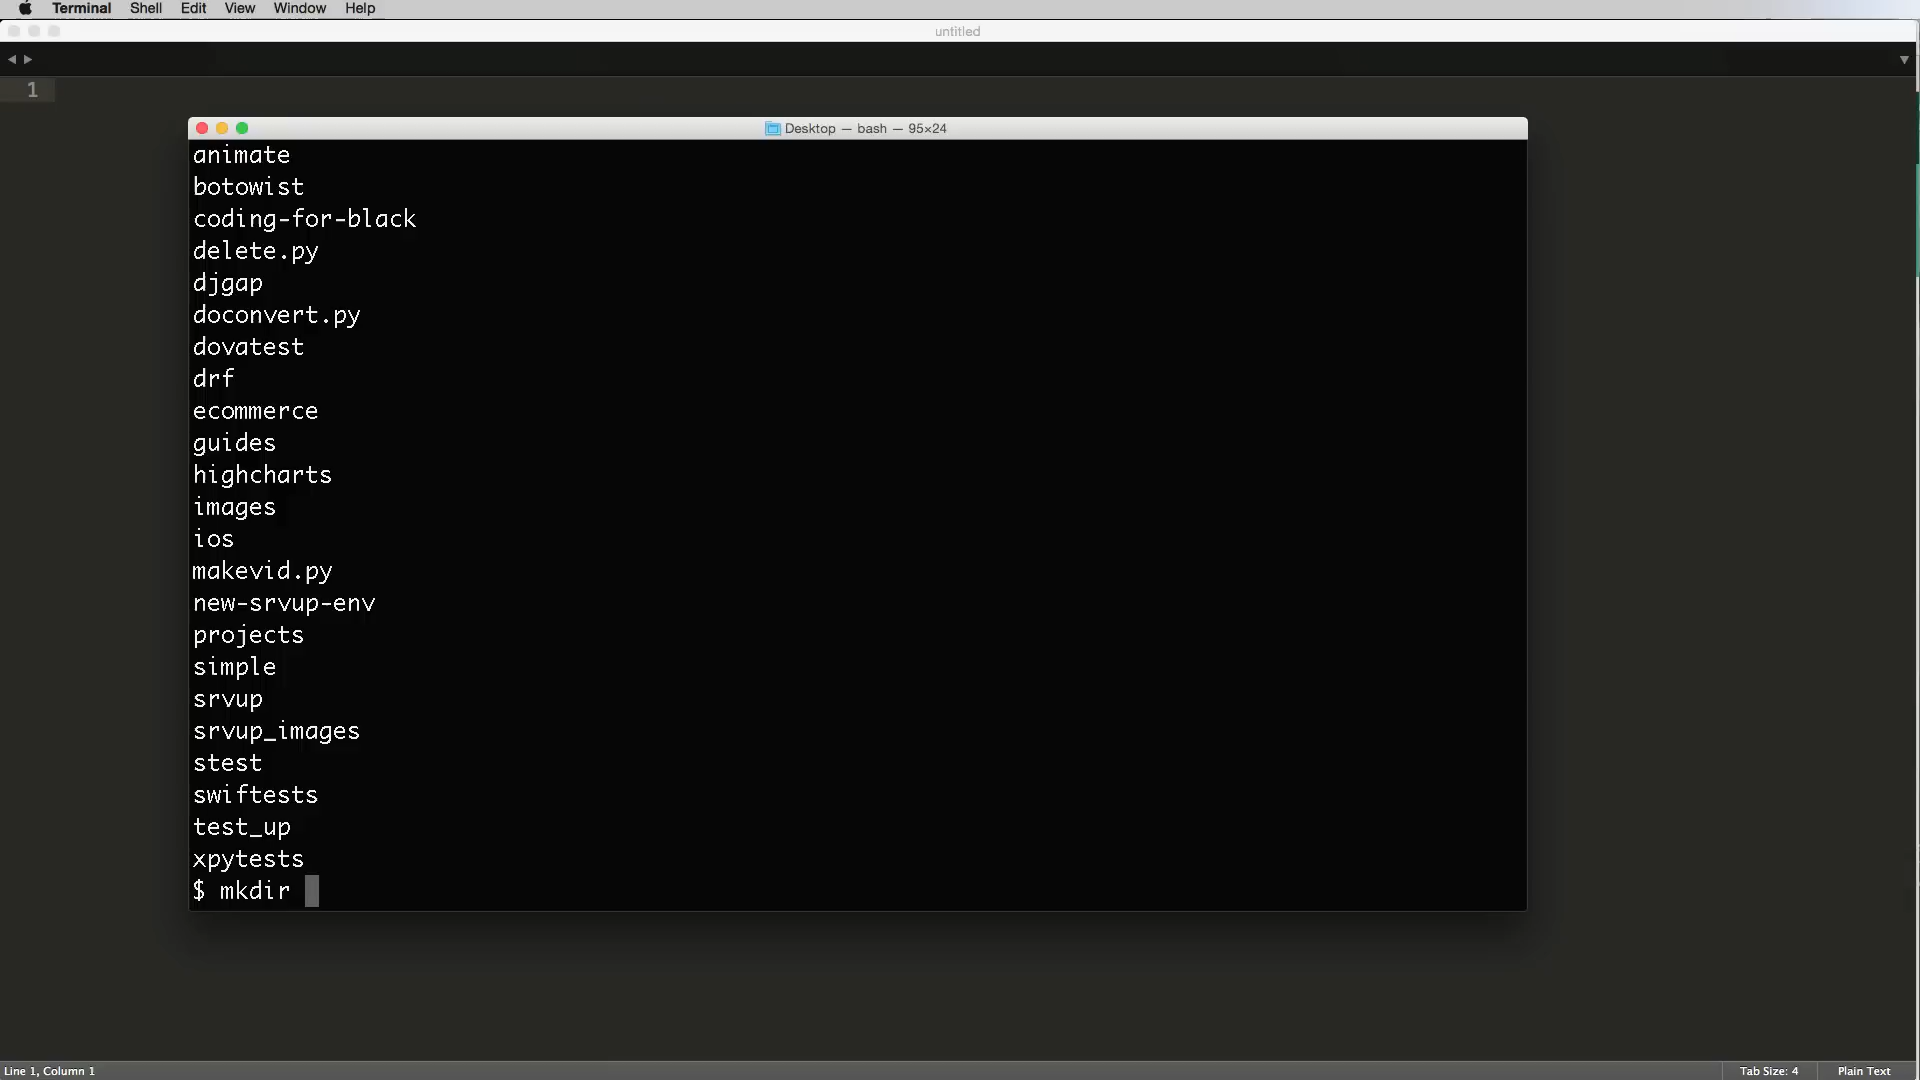 Terminal Shell Edit View Window Help
untitled
1
Desktop — bash — 95×24
animate
botowist
coding-for-black
delete.py
djgap
doconvert.py
dovatest
drf
ecommerce
guides
highcharts
images
ios
makevid.py
new-srvup-env
projects
simple
srvup
srvup_images
stest
swiftests
test_up
xpytests
$ mkdir
Line 1, Column 1 Tab Size: 4 Plain Text